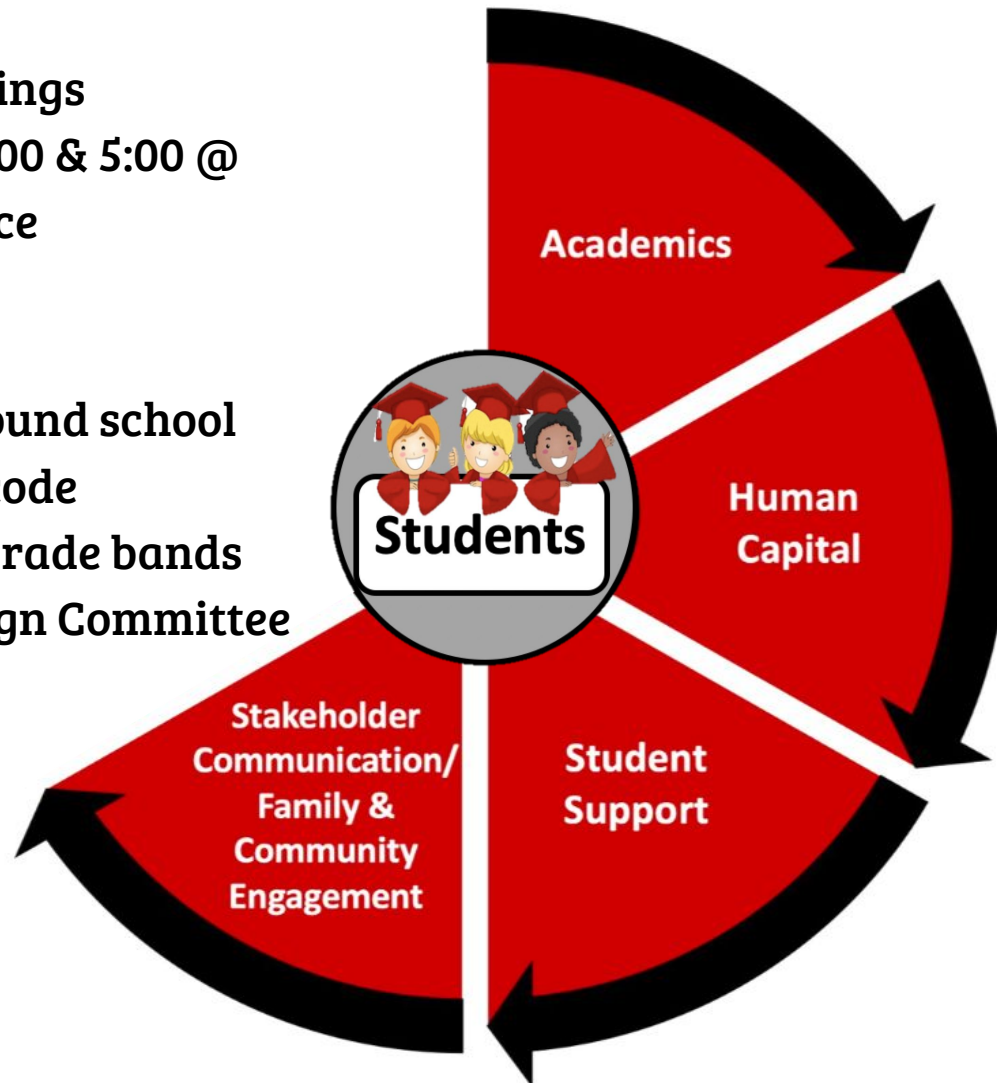 ings
00 & 5:00 @
ce
ound school
ode
rade bands
gn Committee
Academics
Human
Capital
Students
Student
Support
Stakeholder
Communication/
Family &
Community
Engagement